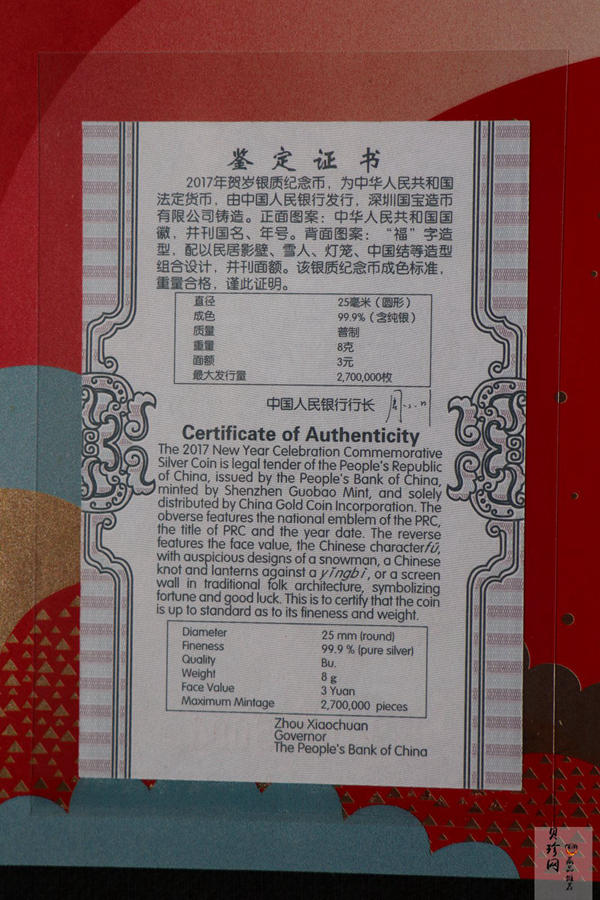 鉴定证书
2017年贺岁银质纪念币，为中华人民共和国
法定货币，由中国人民银行发行，深圳国宝造币
有限公司铸造。正面图案：中华人民共和国国
徽，并刊国名、年号。背面图案：“福”字造
型，配以民居影壁、雪人、灯笼、中国结等造型
组合设计，并刊面额。该银质纪念币成色标准，
重量合格，谨此证明。
直径 25毫米（圆形）
成色 99.9%（含纯银）
质量 普制
重量 8克
面额 3元
最大发行量 2,700,000枚
中国人民银行行长
Certificate of Authenticity
The 2017 New Year Celebration Commemorative
Silver Coin is legal tender of the People's Republic
of China, issued by the People's Bank of China,
minted by Shenzhen Guobao Mint, and solely
distributed by China Gold Coin Incorporation. The
obverse features the national emblem of the PRC,
the title of PRC and the year date. The reverse
features the face value, the Chinese characterfú,
with auspicious designs of a snowman, a Chinese
knot and lanterns against a yǐngbì, or a screen
wall in traditional folk architecture, symbolizing
fortune and good luck. This is to certify that the coin
is up to standard as to its fineness and weight.
Diameter 25 mm (round)
Fineness 99.9 % (pure silver)
Quality Bu.
Weight 8 g
Face Value 3 Yuan
Maximum Mintage 2,700,000 pieces
Zhou Xiaochuan
Governor
The People's Bank of China
贝珍网